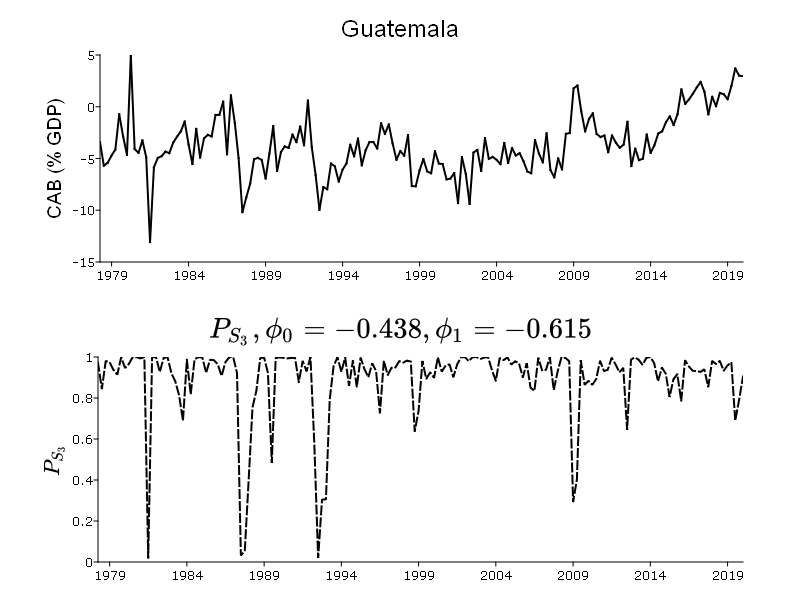 Guatemala
CAB (% GDP)
5
0
−5
−10
−15
1979 1984 1989 1994 1999 2004 2009 2014 2019
P_{S_3}, ϕ_0 = −0.438, ϕ_1 = −0.615
P_{S_3}
1
0.8
0.6
0.4
0.2
0
1979 1984 1989 1994 1999 2004 2009 2014 2019